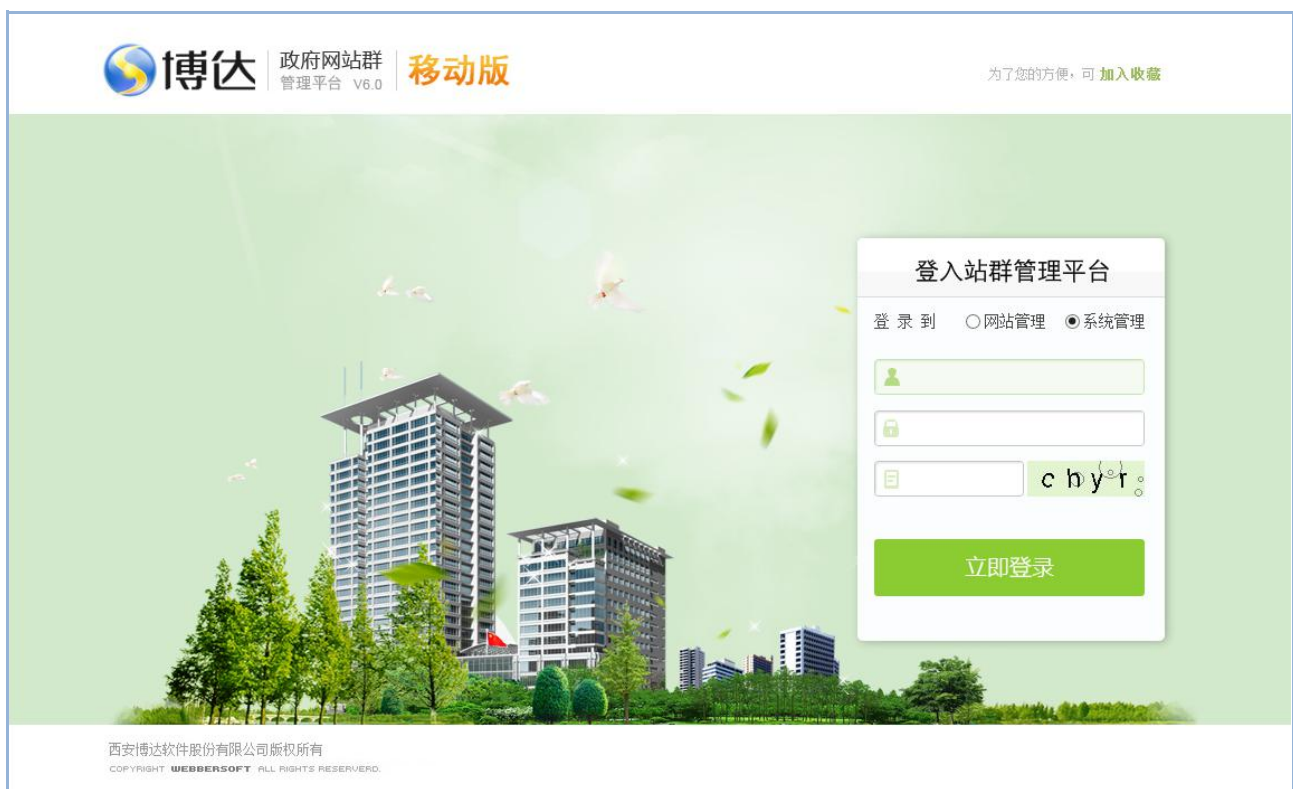 博达 政府网站群 移动版
管理平台 V6.0
为了您的方便，可 加入收藏
登入站群管理平台
登 录 到 网站管理 系统管理
c h y r
立即登录
西安博达软件股份有限公司版权所有
COPYRIGHT WEBBERSOFT ALL RIGHTS RESERVERD.